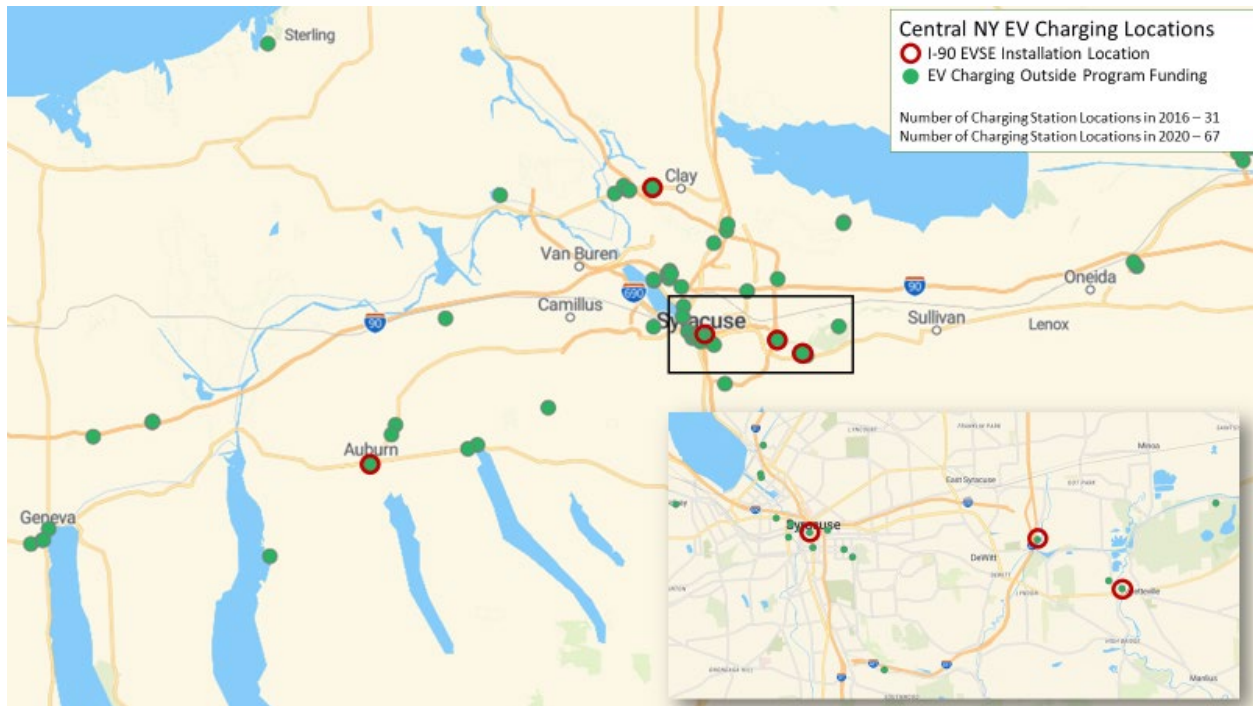 Central NY EV Charging Locations
I-90 EVSE Installation Location
EV Charging Outside Program Funding
Number of Charging Station Locations in 2016 – 31
Number of Charging Station Locations in 2020 – 67
Sterling
Clay
Van Buren
Camillus
690
90
90
Syracuse
Oneida
Sullivan
Lenox
Auburn
Geneva
Minoa
East Syracuse
Syracuse
DeWitt
Manlius